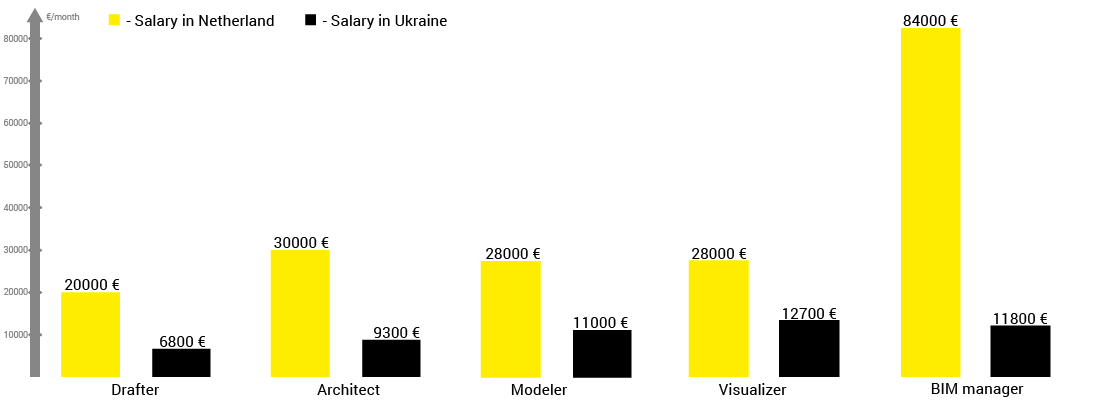 €/month
- Salary in Netherland
- Salary in Ukraine
80000
70000
60000
50000
40000
30000
20000
10000
20000 €
6800 €
30000 €
9300 €
28000 €
11000 €
28000 €
12700 €
84000 €
11800 €
Drafter
Architect
Modeler
Visualizer
BIM manager